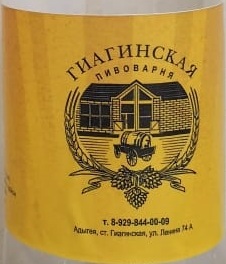 ГИАГИНСКАЯ
ПИВОВАРНЯ
т. 8-929-844-00-09
Адыгея, ст. Гиагинская, ул. Ленина 74 А